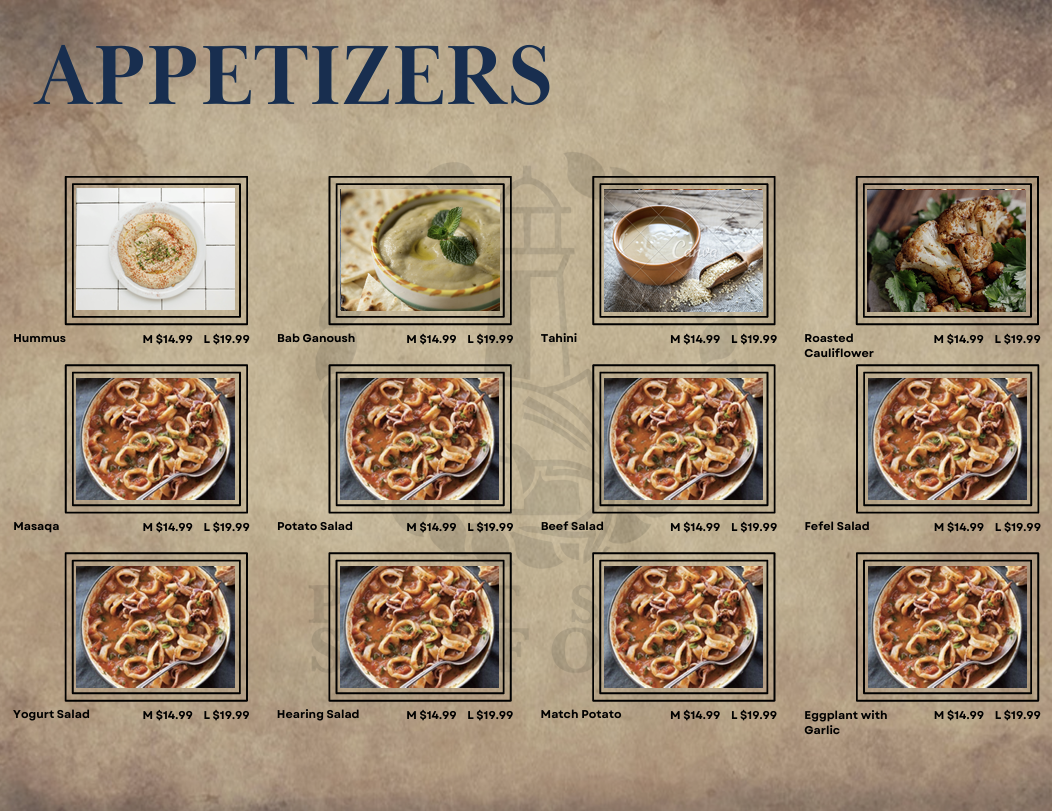 APPETIZERS
Hummus M $14.99 L $19.99
Bab Ganoush M $14.99 L $19.99
Tahini M $14.99 L $19.99
Roasted
Cauliflower M $14.99 L $19.99
Masaqa M $14.99 L $19.99
Potato Salad M $14.99 L $19.99
Beef Salad M $14.99 L $19.99
Fefel Salad M $14.99 L $19.99
Yogurt Salad M $14.99 L $19.99
Hearing Salad M $14.99 L $19.99
Match Potato M $14.99 L $19.99
Eggplant with
Garlic M $14.99 L $19.99